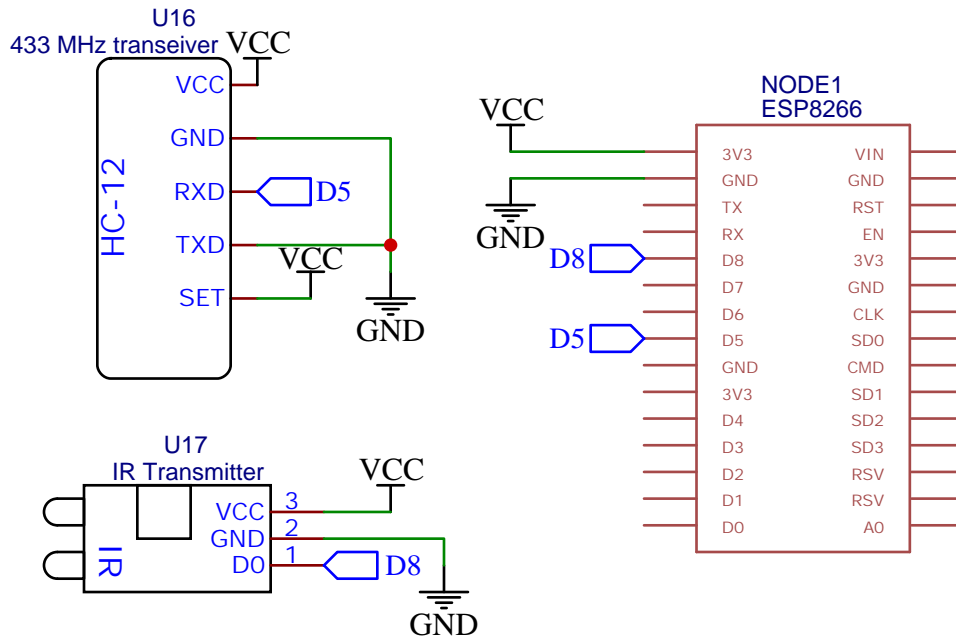 U16
433 MHz transeiver
VCC
HC-12
VCC
GND
RXD
D5
TXD
VCC
SET
GND
U17
IR Transmitter
VCC
IR
VCC 3
GND 2
D0 1
D8
GND
NODE1
ESP8266
VCC
GND
D8
D5
3V3 VIN
GND GND
TX RST
RX EN
D8 3V3
D7 GND
D6 CLK
D5 SD0
GND CMD
3V3 SD1
D4 SD2
D3 SD3
D2 RSV
D1 RSV
D0 A0